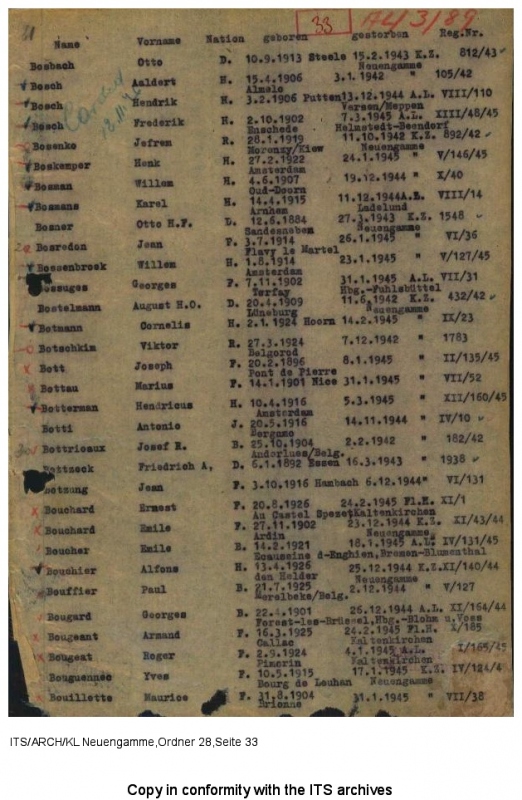 33
A4/3/89
31
Name Vorname Nation geboren gestorben Reg.Nr.
Bosbach Otto D. 10.9.1913 Steele 15.2.1943 K.Z. 812/43
Neuengamme
Bosch Aaldert H. 15.4.1906 3.1.1942 " 105/42
Almelo
Bosch Hendrik H. 3.2.1906 Putten 13.12.1944 A.L. VIII/110
Versen/Meppen
Bosch Frederik H. 2.10.1902 7.3.1945 A.L. XIII/48/45
Enschede Helmstedt-Beendorf
Bosenko Jefrem R. 28.1.1919 11.10.1942 K.Z. 892/42
Moronzy/Kiew Neuengamme
Boskemper Henk H. 27.2.1922 24.1.1945 " V/146/45
Amsterdam
Bosman Willem H. 4.6.1907 19.12.1944 " X/40
Oud-Deorn
Bosmans Karel H. 14.4.1915 11.12.1944 A.L. VIII/14
Arnhem Ladelund
Bosner Otto H.F. L. 12.6.1884 27.3.1943 K.Z. 1548
Sandesneben Neuengamme
Bosredon Jean F. 3.7.1914 26.1.1945 " VI/36
Flavy le Martel
Bossenbroek Willem H. 1.8.1914 23.1.1945 " V/127/45
Amsterdam
Bossuges Georges F. 7.11.1902 31.1.1945 A.L. VII/31
Terfay Hbg.-Fuhlsbüttel
Bostelmann August H.O. D. 20.6.1909 11.6.1942 K.Z. 432/42
Lüneburg Neuengamme
Botmann Cornelis H. 2.1.1924 Hoorn 14.2.1945 " IX/23
Botschkim Viktor R. 27.3.1924 7.12.1942 " 1783
Belgorod
Bott Joseph F. 20.2.1896 8.1.1945 " II/135/45
Pont de Pierre
Bottau Marius F. 14.1.1901 Nice 31.1.1945 " VII/52
Botterman Hendricus H. 10.4.1916 5.3.1945 " XII/160/45
Amsterdam
Botti Antonio J. 20.5.1916 14.11.1944 " IV/10
Bergamo
Bottrieaux Josef R. B. 25.10.1904 2.2.1942 " 182/42
Anderlues/Belg.
Friedrich A. D. 6.1.1892 Essen 16.3.1943 " 1938
Jean F. 3.10.1916 Hambach 6.12.1944 " VI/131
Bouchard Ernest F. 20.8.1926 24.2.1945 Fl.H. XI/1
Au Castel Spezet Kaltenkirchen
Bouchard Emile F. 27.11.1902 23.12.1944 K.Z. XI/43/44
Ardin Neuengamme
Boucher Emile B. 14.2.1921 18.1.1945 A.L. IV/131/45
Ecauseine d-Enghien, Bremen-Blumenthal
Bouchier Alfons H. 13.4.1926 25.12.1944 K.Z. XI/140/44
den Helder Neuengamme
Bouffier Paul B. 21.7.1925 2.12.1944 " V/127
Merelbeke/Belg.
Bougard Georges B. 22.4.1901 26.12.1944 A.L. XI/164/44
Forest-les-Brüssel, Hbg.-Blohm u.Voss
Bougeant Armand F. 16.3.1925 24.2.1945 Fl.H. X/185
Callac Kaltenkirchen
Bougeat Roger F. 2.9.1924 4.1.1945 A.L. I/165/45
Pimorin Kaltenkirchen
Bouguennec Yves F. 10.5.1915 17.1.1945 K.Z. IV/124/4
Bourg de Leuhan Neuengamme
Bouillette Maurice F. 31.8.1904 31.1.1945 " VII/38
Brienne
ITS/ARCH/KL Neuengamme,Ordner 28,Seite 33
Copy in conformity with the ITS archives